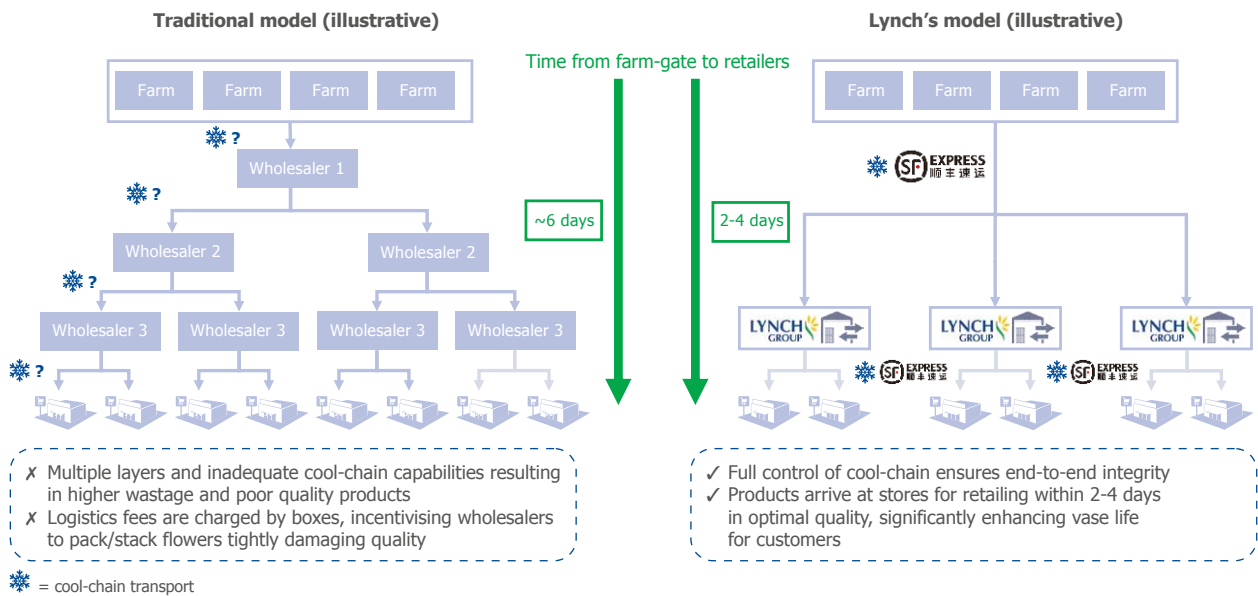 Traditional model (illustrative)
Lynch's model (illustrative)
Time from farm-gate to retailers
Farm
Farm
Farm
Farm
?
Wholesaler 1
?
Wholesaler 2
Wholesaler 2
?
Wholesaler 3
Wholesaler 3
Wholesaler 3
Wholesaler 3
?
~6 days
2-4 days
Farm
Farm
Farm
Farm
SF EXPRESS
顺丰速运
LYNCH
GROUP
LYNCH
GROUP
LYNCH
GROUP
SF EXPRESS
顺丰速运
SF EXPRESS
顺丰速运
✗ Multiple layers and inadequate cool-chain capabilities resulting
in higher wastage and poor quality products
✗ Logistics fees are charged by boxes, incentivising wholesalers
to pack/stack flowers tightly damaging quality
✓ Full control of cool-chain ensures end-to-end integrity
✓ Products arrive at stores for retailing within 2-4 days
in optimal quality, significantly enhancing vase life
for customers
= cool-chain transport